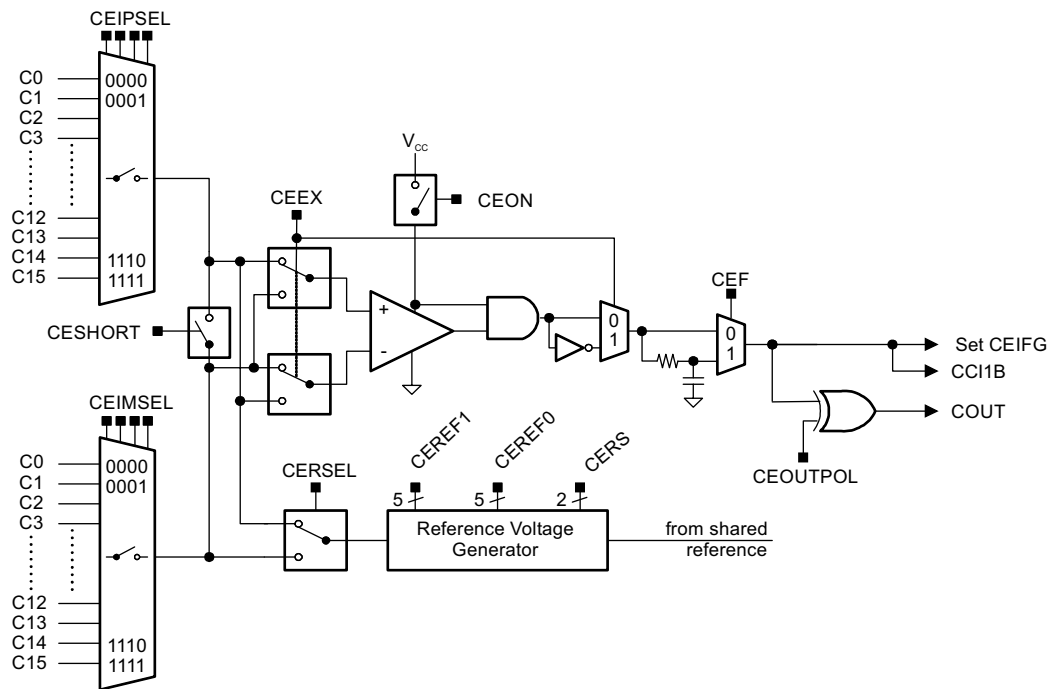 CEIPSEL
C0
0000
C1
0001
C2
C3
VCC
CEEX
CEON
C12
C13
C14
1110
C15
1111
CEF
0
1
0
1
+
-
CESHORT
Set CEIFG
CCI1B
COUT
CEIMSEL
CEREF1
CEREF0
CERS
CEOUTPOL
C0
0000
C1
0001
C2
C3
CERSEL
5
5
2
Reference Voltage
Generator
from shared
reference
C12
C13
C14
1110
C15
1111